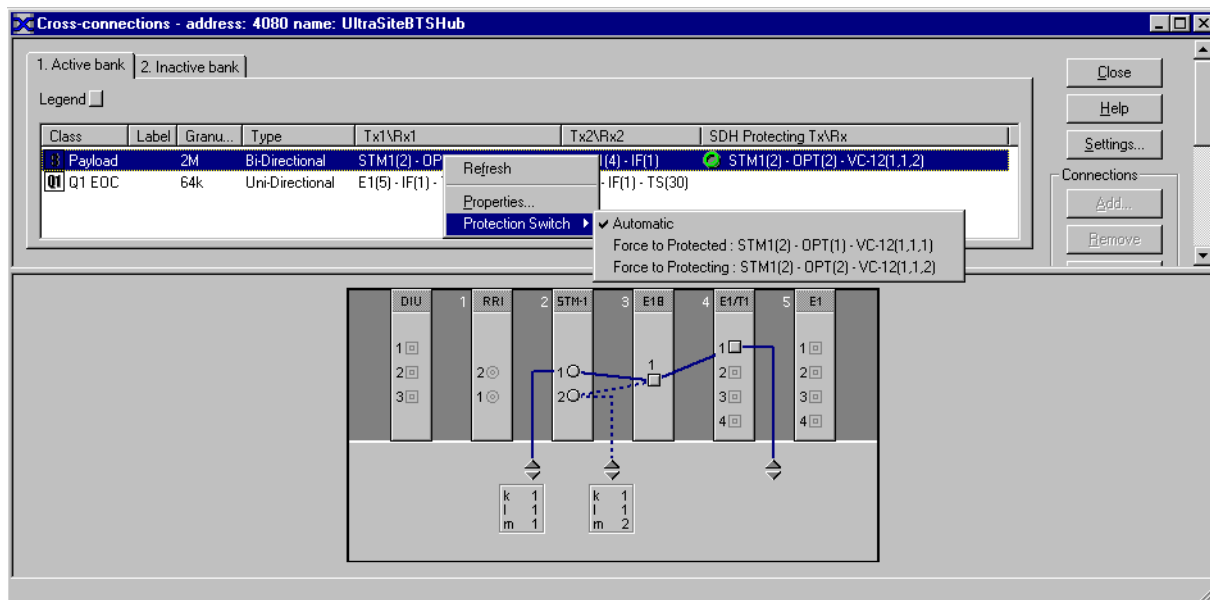 Cross-connections - address: 4080 name: UltraSiteBTSHub
1. Active bank 2. Inactive bank
Legend
Close
Help
Settings...
Connections
Add...
Remove
Class Label Granu... Type Tx1\Rx1 Tx2\Rx2 SDH Protecting Tx\Rx
Payload 2M Bi-Directional STM1(2) - OP (4) - IF(1) STM1(2) - OPT(2) - VC-12(1,1,2)
Q1 Q1 EOC 64k Uni-Directional E1(5) - IF(1) - - IF(1) - TS(30)
Refresh
Properties...
Protection Switch
Automatic
Force to Protected : STM1(2) - OPT(1) - VC-12(1,1,1)
Force to Protecting : STM1(2) - OPT(2) - VC-12(1,1,2)
DIU 1 RRI 2 STM-1 3 E1B 4 E1/T1 5 E1
1 1 1 1
2 2 1 1 2 2
3 1 2 3 3
4 4
k 1
l 1
m 1
k 1
l 1
m 2